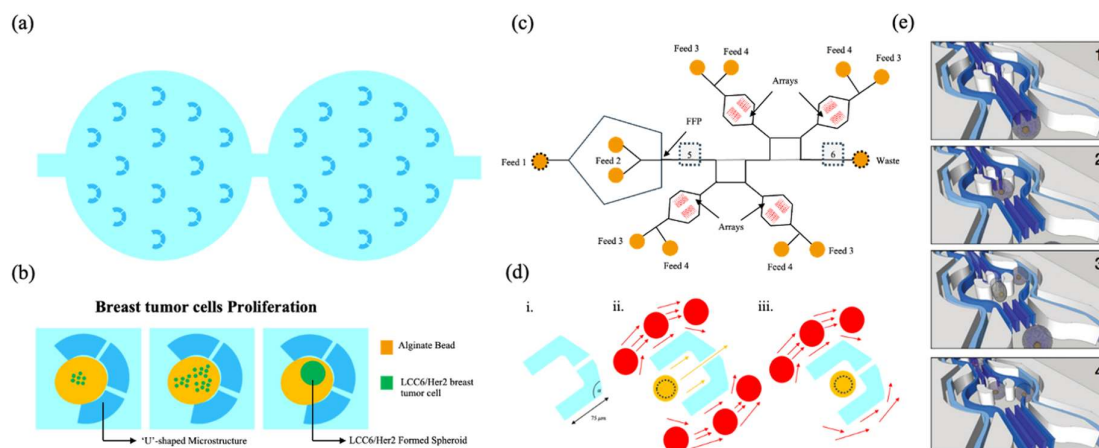 (a)
(b)
Breast tumor cells Proliferation
Alginate Bead
LCC6/Her2 breast
tumor cell
'U'-shaped Microstructure
LCC6/Her2 Formed Spheroid
(c)
Feed 3
Feed 4
Feed 4
Feed 3
Arrays
FFP
Feed 1
Feed 2
5
6
Waste
Arrays
Feed 3
Feed 4
Feed 4
Feed 3
(d)
i.
ii.
iii.
75 μm
(e)
1
2
3
4